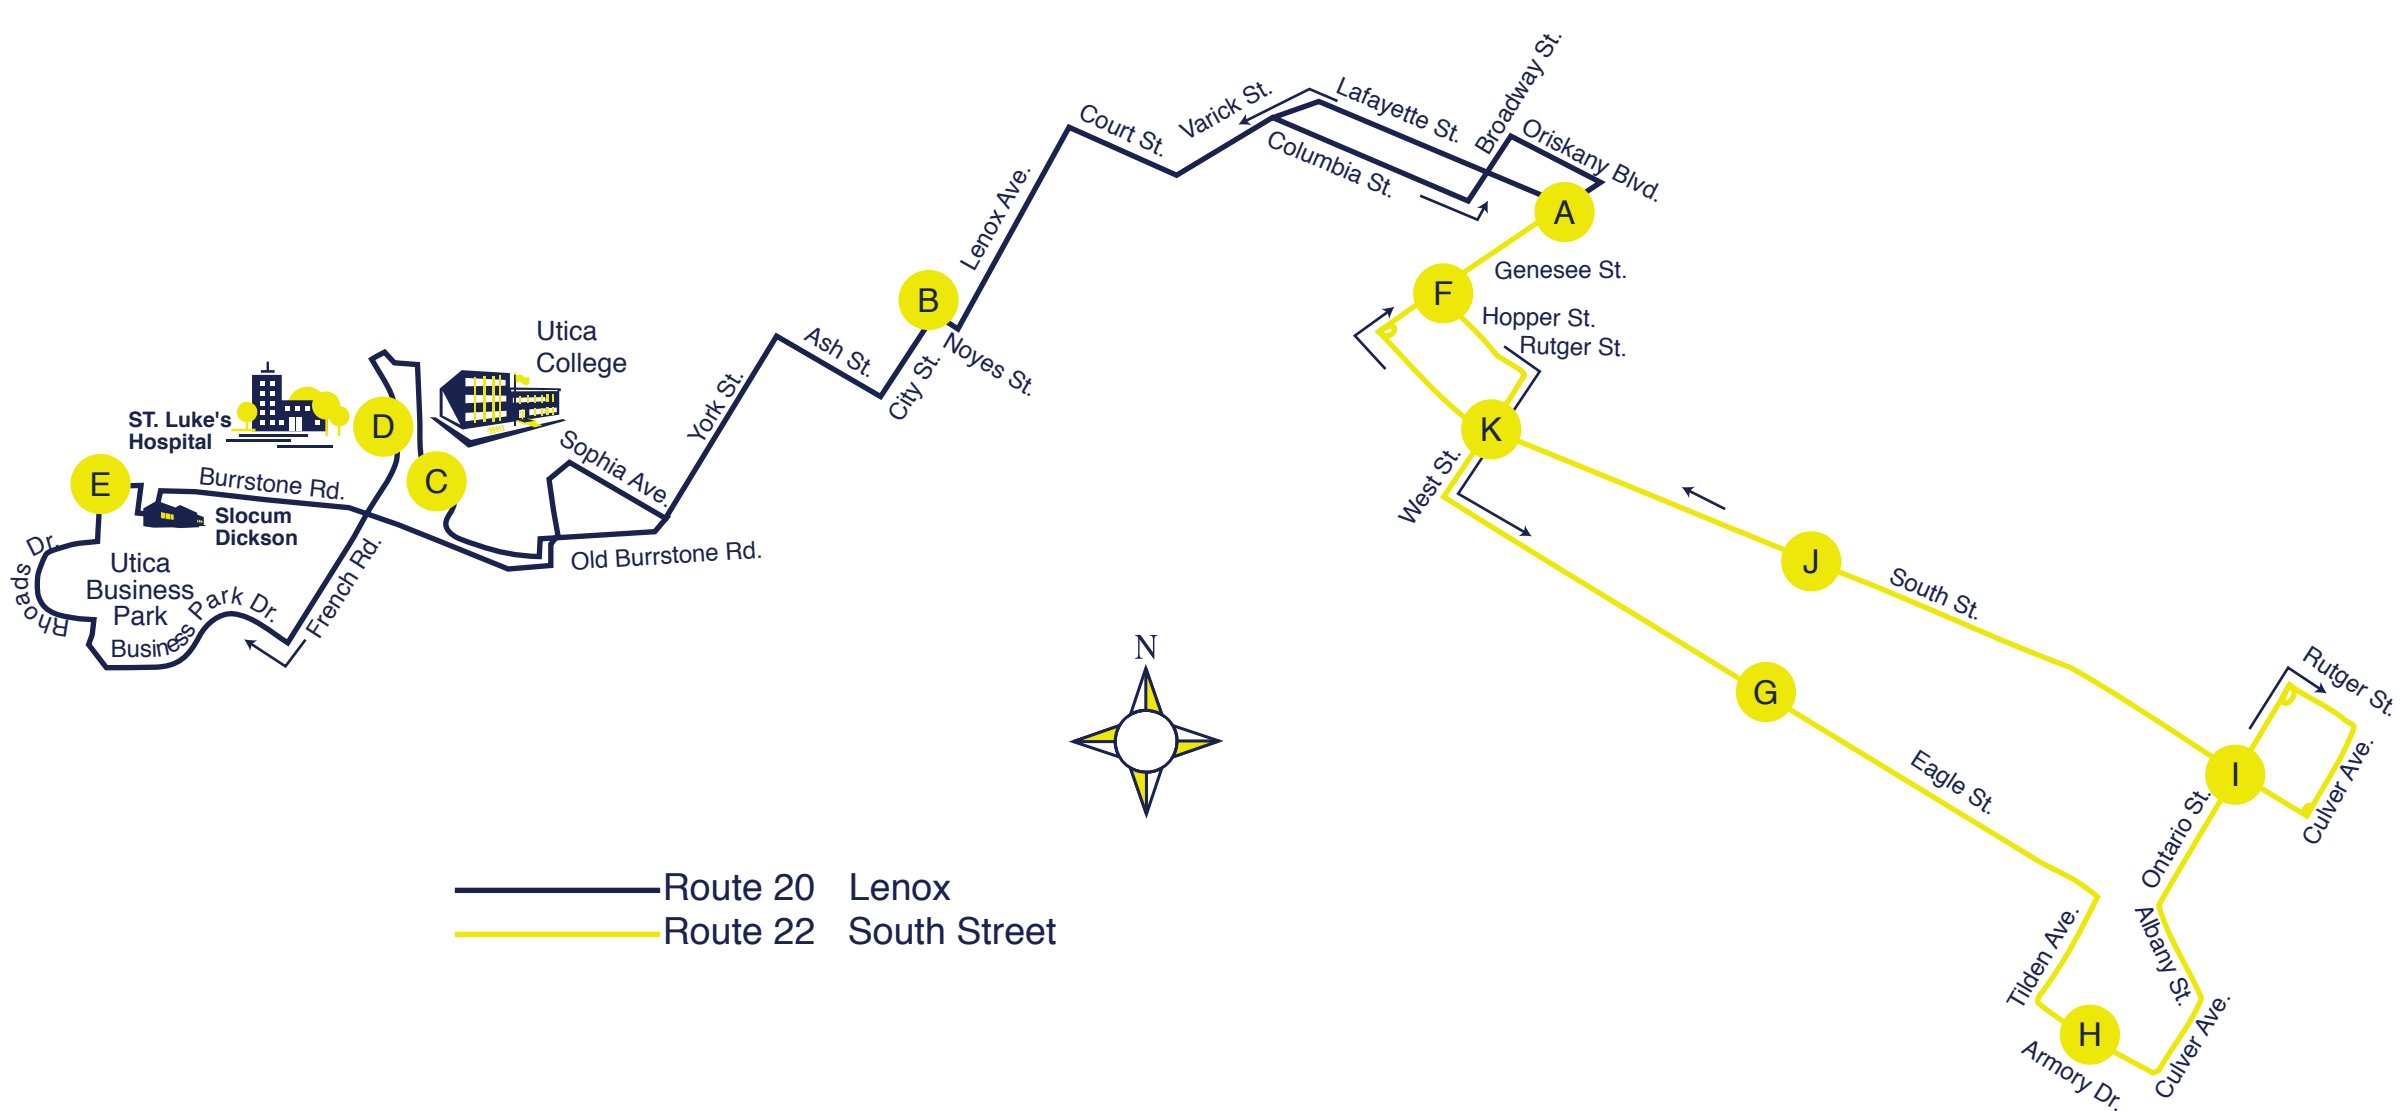 Broadway St.
Lafayette St.
Varick St.
Court St.
Oriskany Blvd.
Columbia St.
A
Lenox Ave.
Genesee St.
B
F
Hopper St.
Rutger St.
Noyes St.
Ash St.
City St.
Utica
College
York St.
ST. Luke's
Hospital
D
K
Sophia Ave.
West St.
E
C
Burrstone Rd.
Slocum
Dickson
Old Burrstone Rd.
Rhoads Dr.
Utica
Business
Park
French Rd.
Business Park Dr.
J
South St.
N
G
Rutger St.
I
Culver Ave.
Eagle St.
Ontario St.
Route 20 Lenox
Route 22 South Street
Tilden Ave.
Albany St.
H
Culver Ave.
Armory Dr.